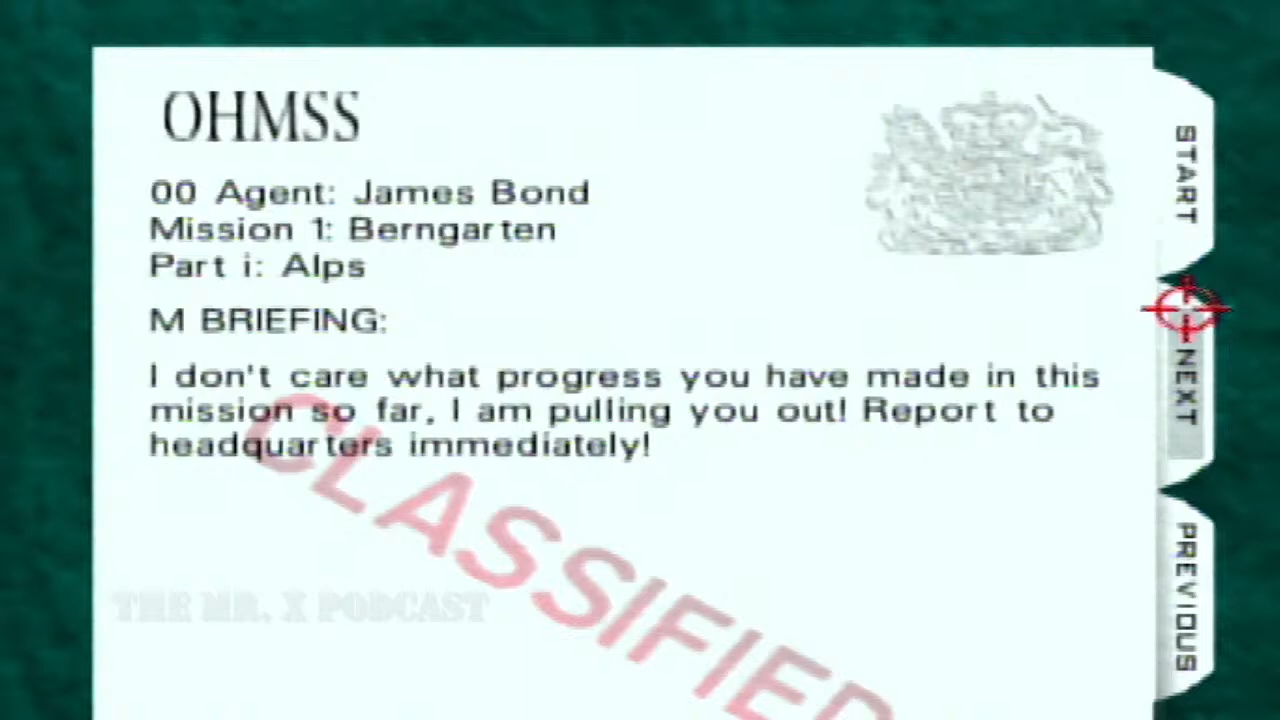 OHMSS
00 Agent: James Bond
Mission 1: Berngarten
Part i: Alps
M BRIEFING:
I don't care what progress you have made in this
mission so far, I am pulling you out! Report to
headquarters immediately!
CLASSIFIED
THE MR. X PODCAST
START
NEXT
PREVIOUS